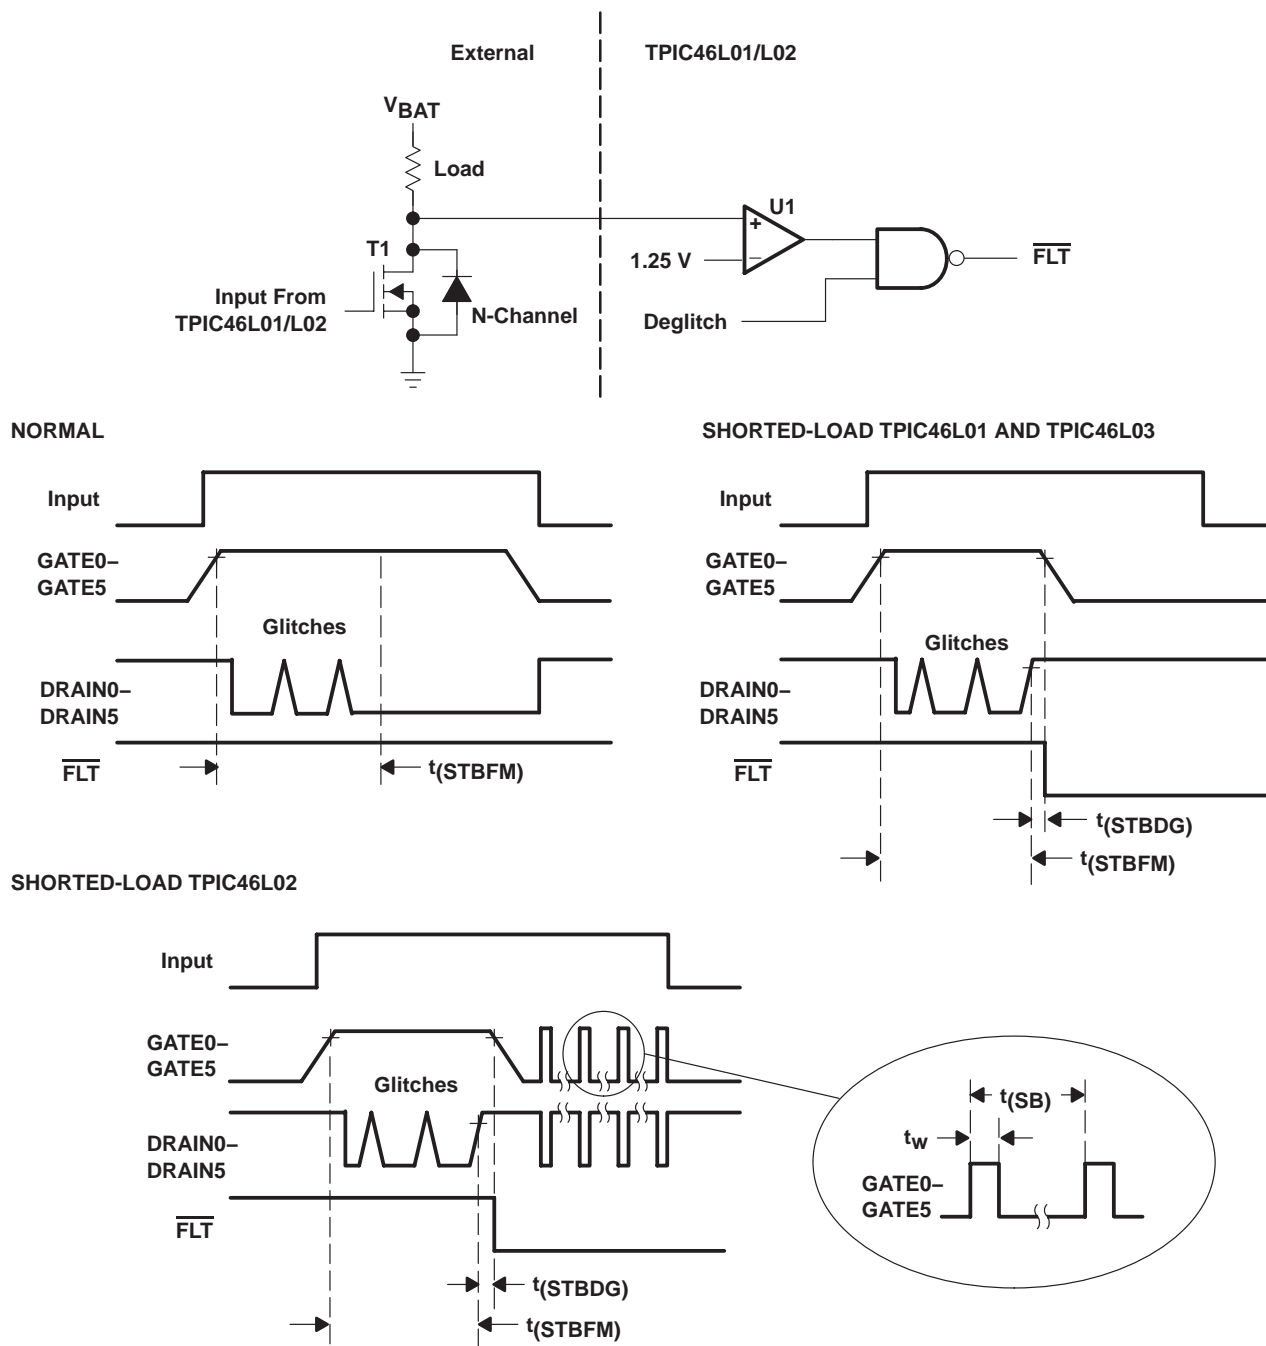 External
TPIC46L01/L02
VBAT
Load
U1
+
T1
1.25 V
–
FLT
Input From
TPIC46L01/L02
N-Channel
Deglitch
NORMAL
Input
GATE0–
GATE5
Glitches
DRAIN0–
DRAIN5
FLT
t(STBFM)
SHORTED-LOAD TPIC46L01 AND TPIC46L03
Input
GATE0–
GATE5
Glitches
DRAIN0–
DRAIN5
FLT
t(STBDG)
t(STBFM)
SHORTED-LOAD TPIC46L02
Input
GATE0–
GATE5
Glitches
DRAIN0–
DRAIN5
FLT
t(STBDG)
t(STBFM)
t(SB)
tw
GATE0–
GATE5